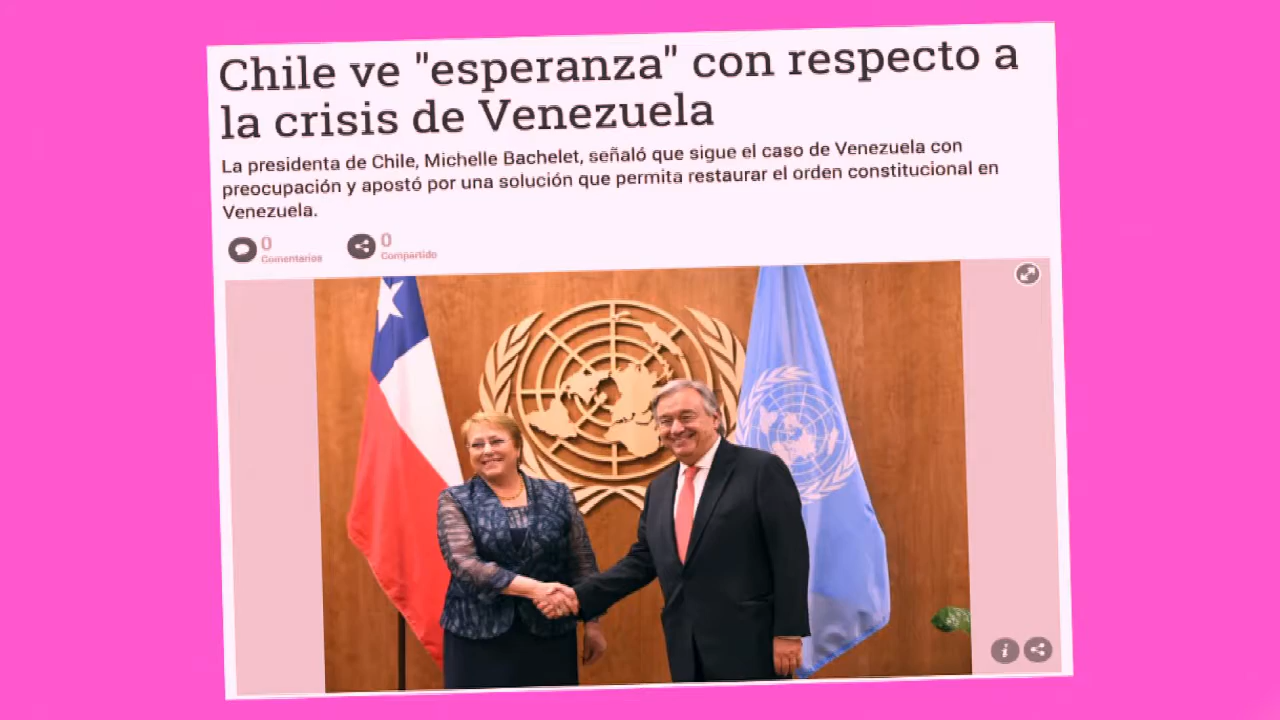 Chile ve "esperanza" con respecto a
la crisis de Venezuela
La presidenta de Chile, Michelle Bachelet, señaló que sigue el caso de Venezuela con
preocupación y apostó por una solución que permita restaurar el orden constitucional en
Venezuela.
0
Comentarios
0
Compartido